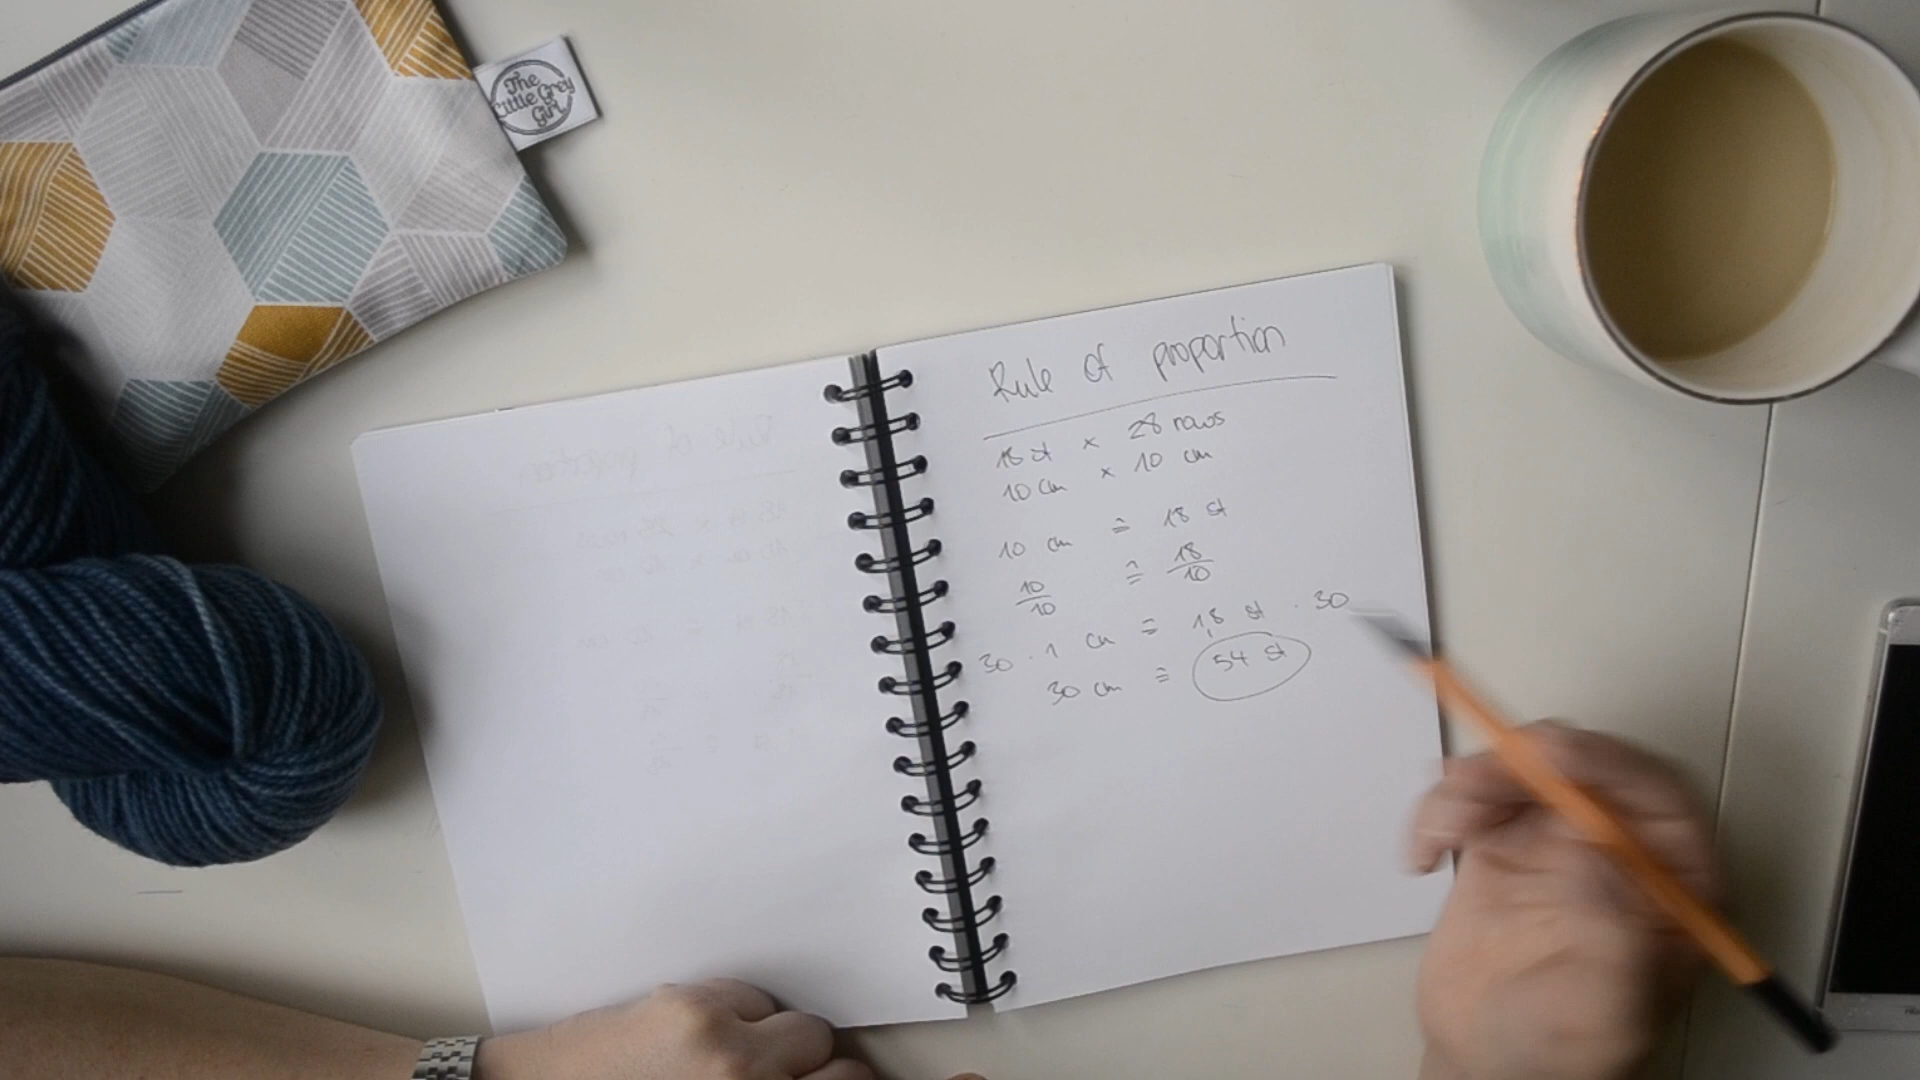 The
Little Grey
Girl
Rule of proportion
18 st × 28 rows
10 cm × 10 cm
10 cm ≙ 18 st
10/10 ≙ 18/10
30 · 1 cm ≙ 1,8 st · 30
30 cm ≙ 54 st